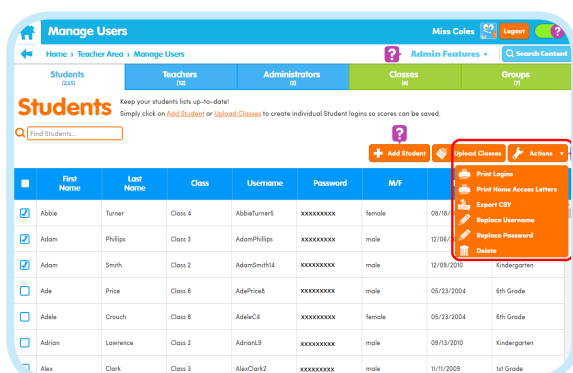 Manage Users
Miss Coles
Logout
?
Home › Teacher Area › Manage Users
?
Admin Features
Search Content
Students
(235)
Teachers
(12)
Administrators
(2)
Classes
Groups
(7)
Students
Keep your students lists up-to-date!
Simply click on Add Student or Upload Classes to create individual Student logins so scores can be saved.
Find Students...
?
Add Student
Upload Classes
Actions
Print Logins
Print Home Access Letters
Export CSV
Replace Username
Replace Password
Delete
First Name
Last Name
Class
Username
Password
M/F
Abbie Turner Class 4 AbbieTurner6 xxxxxxxxx female 08/18/
Adam Phillips Class 3 AdamPhillips xxxxxxxxx male 12/06/
Adam Smith Class 2 AdamSmith14 xxxxxxxxx male 12/09/2010 Kindergarten
Ade Price Class 8 AdePrice8 xxxxxxxxx male 05/23/2004 6th Grade
Adele Crouch Class 8 AdeleC4 xxxxxxxxx female 05/23/2004 6th Grade
Adrian Lawrence Class 2 AdrianL9 xxxxxxxxx male 09/13/2010 Kindergarten
Alex Clark Class 3 AlexClark2 xxxxxxxxx male 11/11/2009 1st Grade